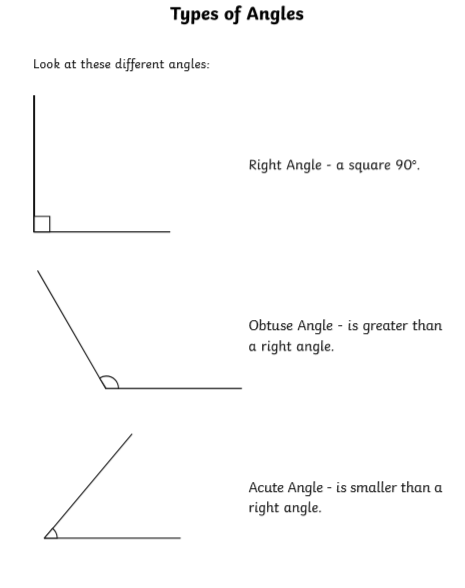 Types of Angles
Look at these different angles:
Right Angle - a square 90°.
Obtuse Angle - is greater than
a right angle.
Acute Angle - is smaller than a
right angle.